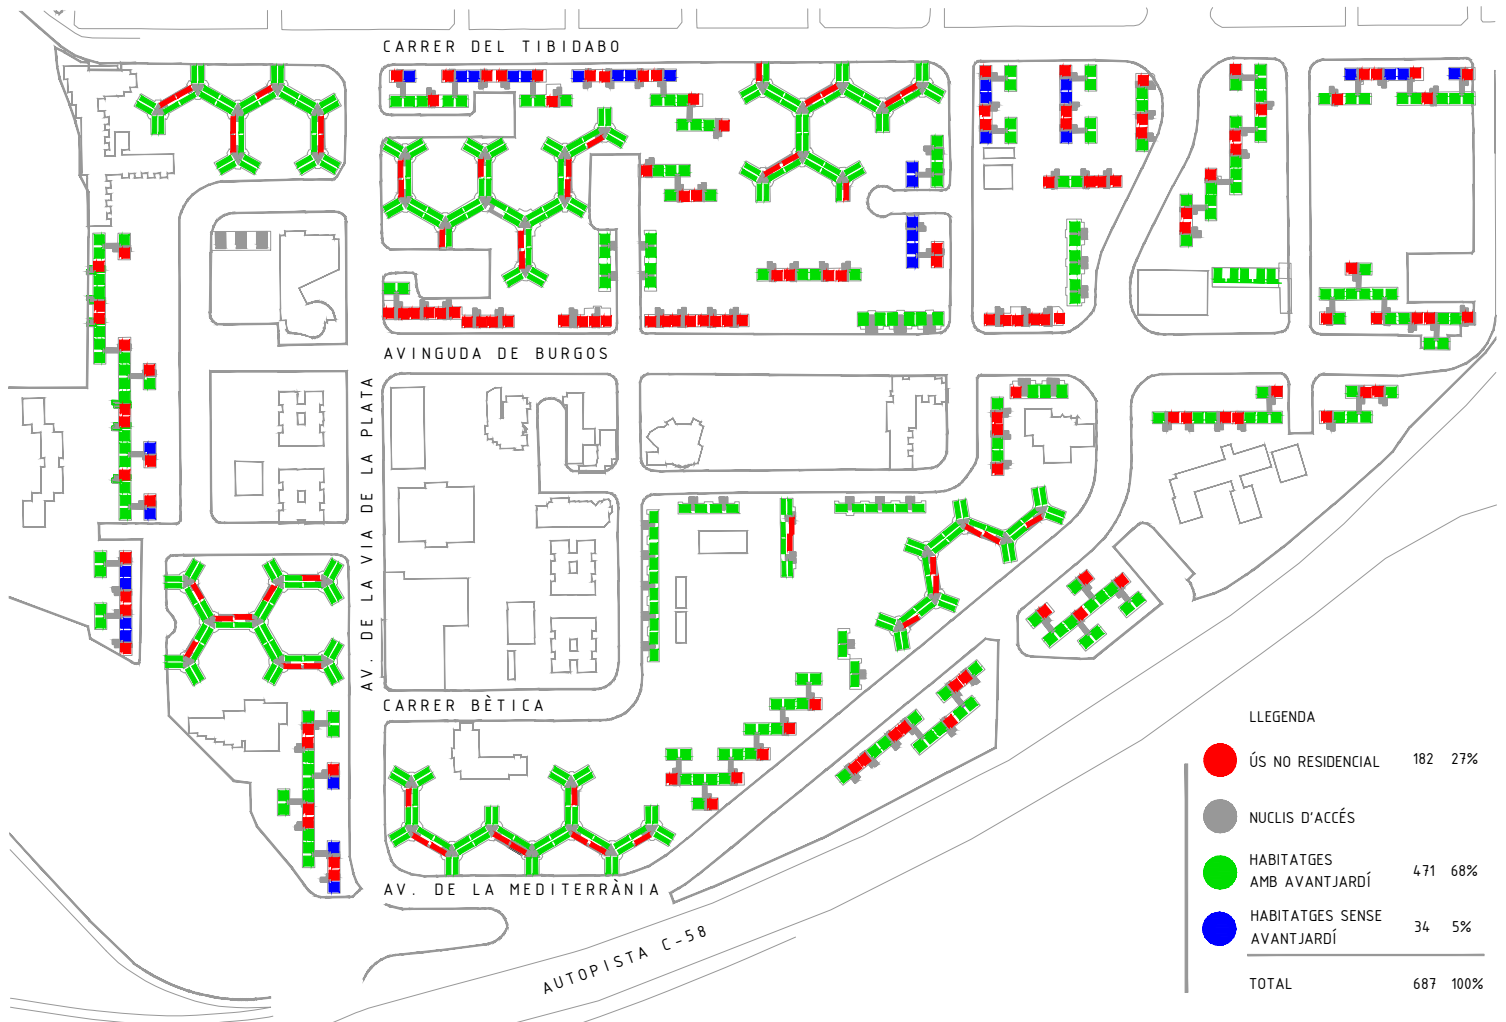 CARRER DEL TIBIDABO
AVINGUDA DE BURGOS
AV. DE LA VIA DE LA PLATA
CARRER BÈTICA
AV. DE LA MEDITERRÀNIA
AUTOPISTA C-58
LLEGENDA
ÚS NO RESIDENCIAL 182 27%
NUCLIS D'ACCÉS
HABITATGES
AMB AVANTJARDÍ 471 68%
HABITATGES SENSE
AVANTJARDÍ 34 5%
TOTAL 687 100%